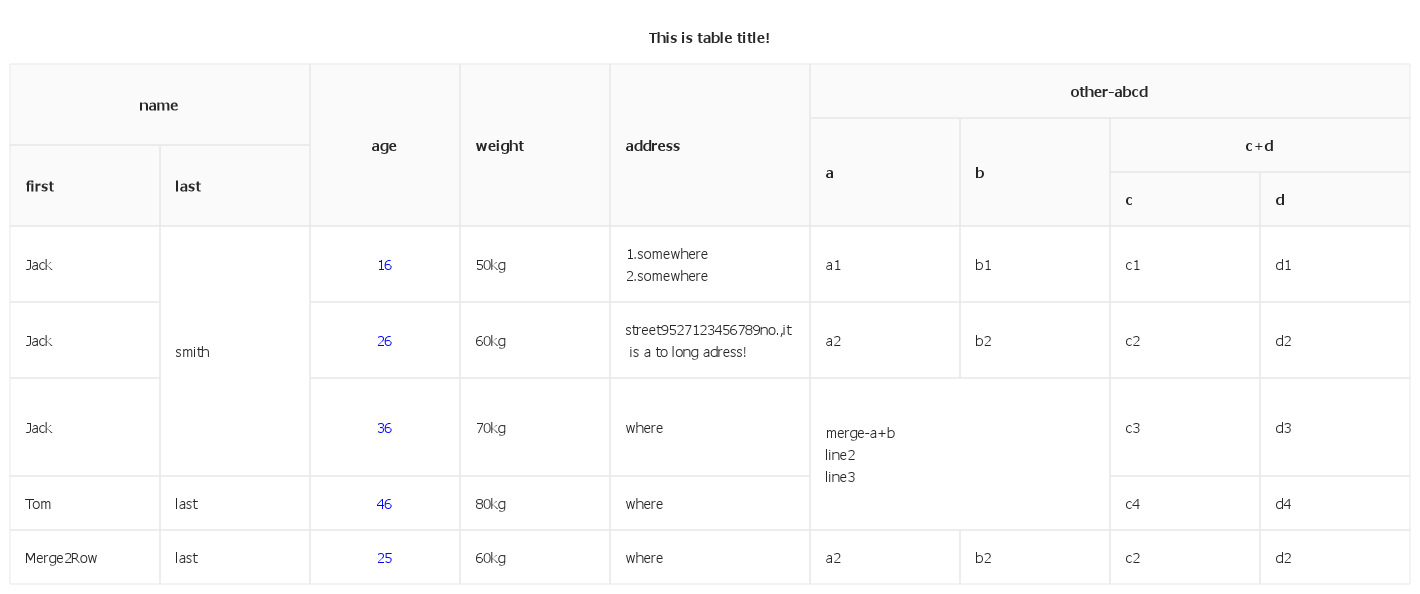 This is table title!
name
age
weight
address
other-abcd
first
last
a
b
c+d
c
d
Jack
smith
16
50kg
1.somewhere
2.somewhere
a1
b1
c1
d1
Jack
26
60kg
street9527123456789no.,it
is a to long adress!
a2
b2
c2
d2
Jack
36
70kg
where
merge-a+b
line2
line3
c3
d3
Tom
last
46
80kg
where
c4
d4
Merge2Row
last
25
60kg
where
a2
b2
c2
d2